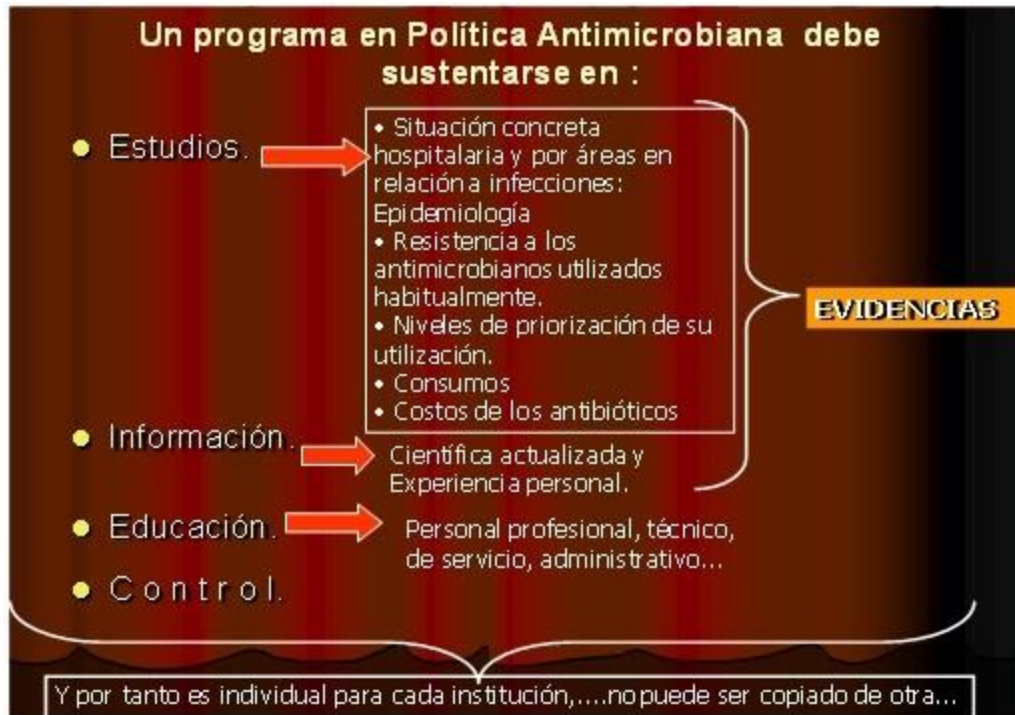 Un programa en Política Antimicrobiana debe
sustentarse en :
• Estudios.
• Situación concreta
hospitalaria y por áreas en
relación a infecciones:
Epidemiología
• Resistencia a los
antimicrobianos utilizados
habitualmente.
• Niveles de priorización de su
utilización.
• Consumos
• Costos de los antibióticos
EVIDENCIAS
• Información.
Científica actualizada y
Experiencia personal.
• Educación.
Personal profesional, técnico,
de servicio, administrativo...
• C o n t r o l.
Y por tanto es individual para cada institución,....no puede ser copiado de otra...